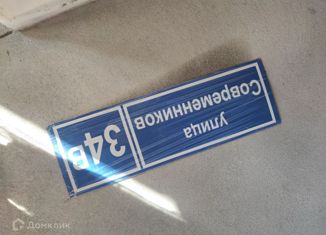 улица
Современников
34в
Домклик